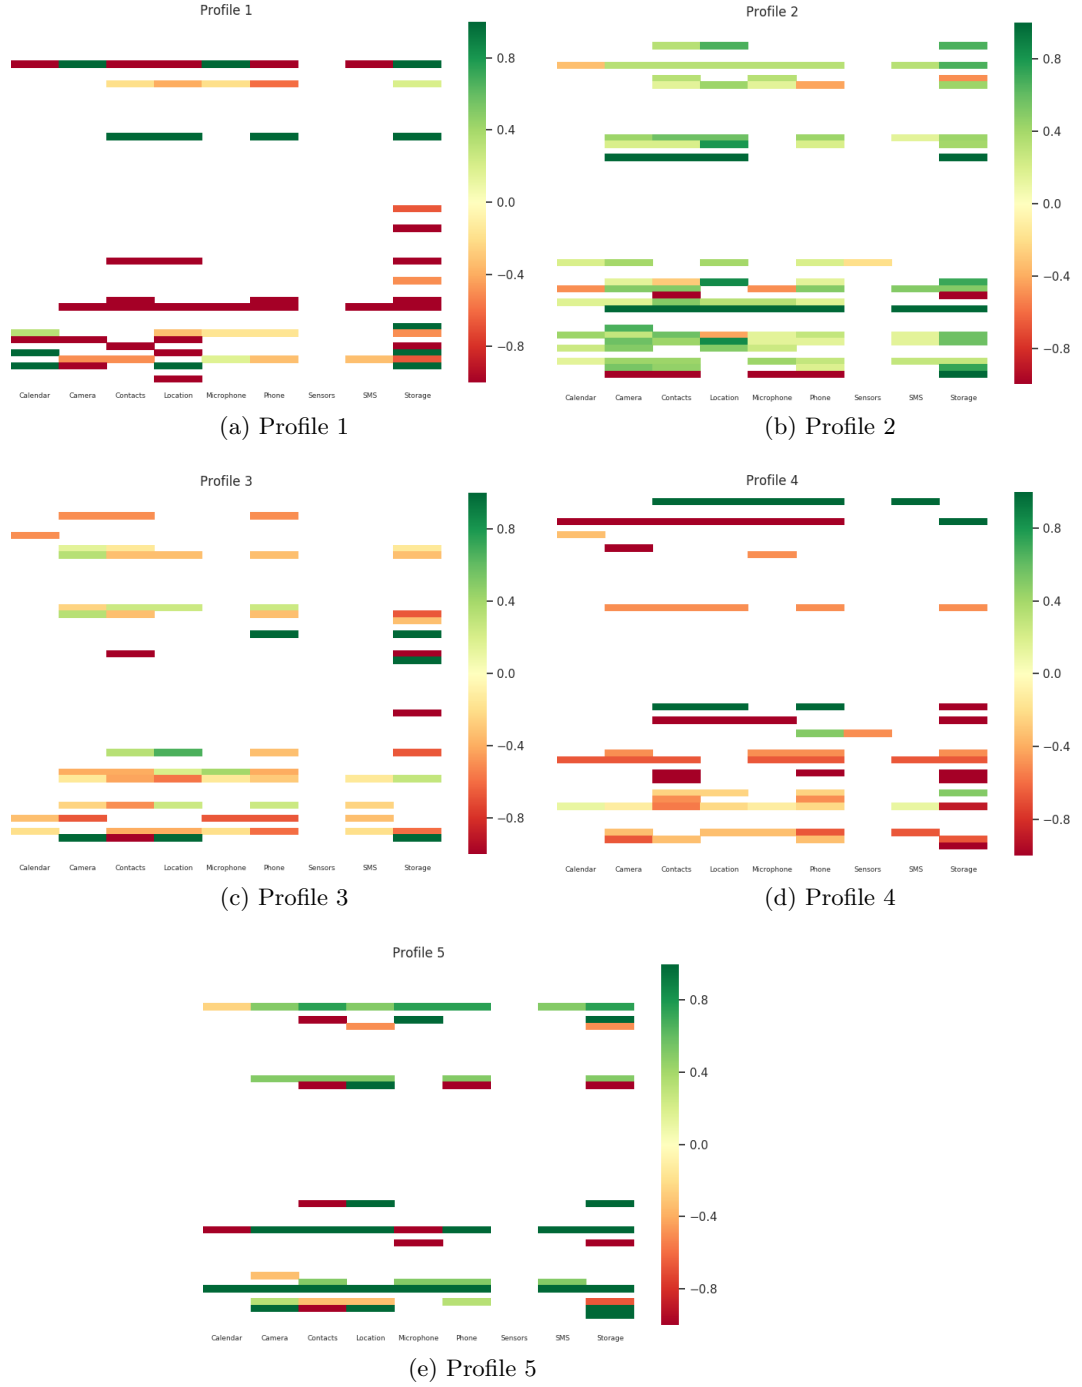 Profile 1
0.8
0.4
0.0
−0.4
−0.8
Calendar Camera Contacts Location Microphone Phone Sensors SMS Storage
(a) Profile 1
Profile 2
0.8
0.4
0.0
−0.4
−0.8
Calendar Camera Contacts Location Microphone Phone Sensors SMS Storage
(b) Profile 2
Profile 3
0.8
0.4
0.0
−0.4
−0.8
Calendar Camera Contacts Location Microphone Phone Sensors SMS Storage
(c) Profile 3
Profile 4
0.8
0.4
0.0
−0.4
−0.8
Calendar Camera Contacts Location Microphone Phone Sensors SMS Storage
(d) Profile 4
Profile 5
0.8
0.4
0.0
−0.4
−0.8
Calendar Camera Contacts Location Microphone Phone Sensors SMS Storage
(e) Profile 5